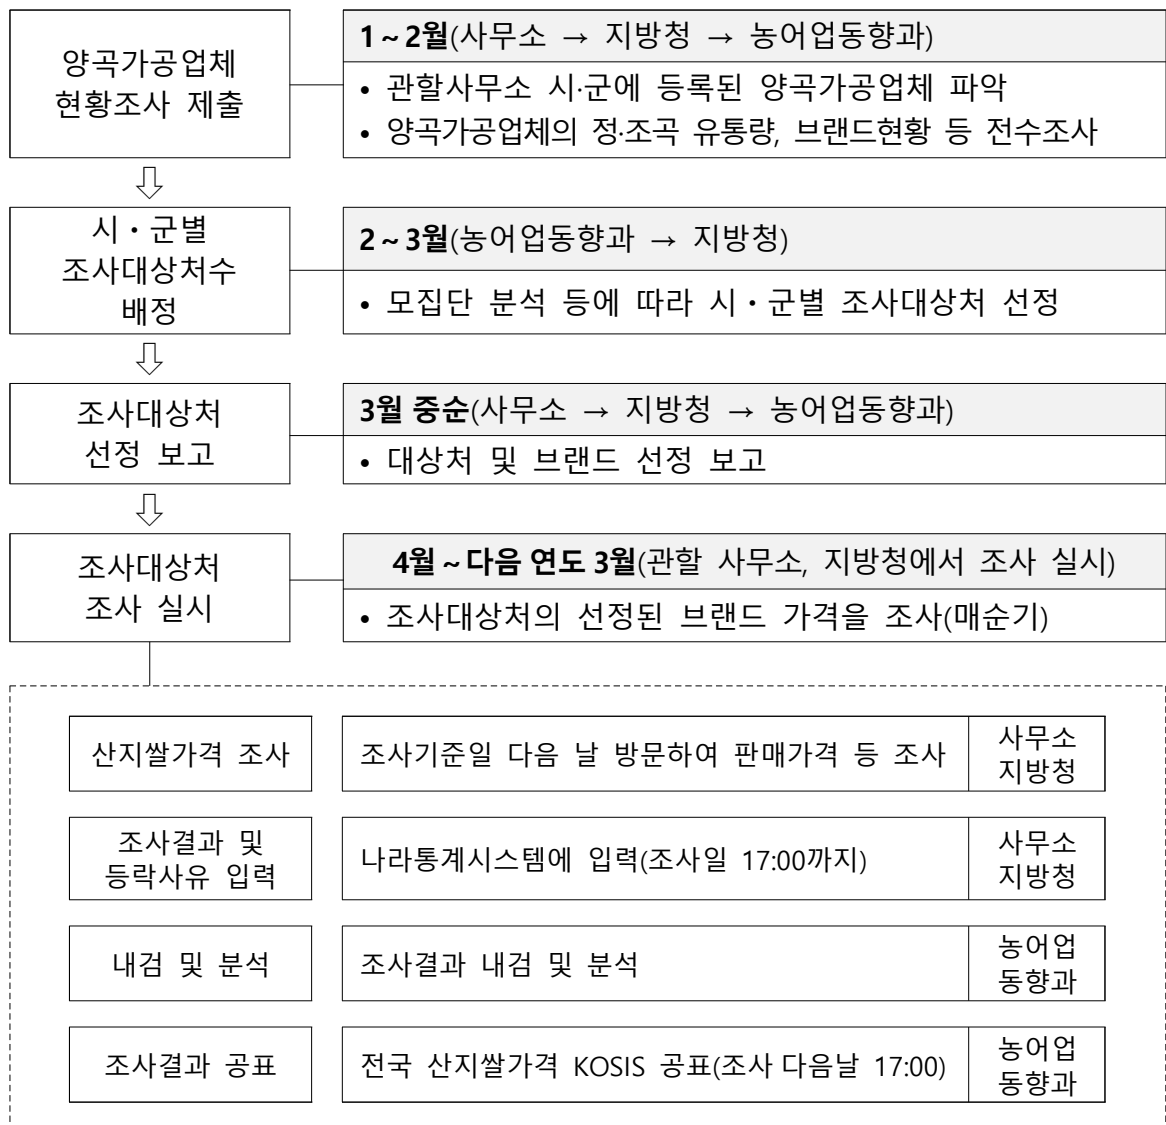 양곡가공업체
현황조사 제출
1~2월(사무소 → 지방청 → 농어업동향과)
• 관할사무소 시·군에 등록된 양곡가공업체 파악
• 양곡가공업체의 정·조곡 유통량, 브랜드현황 등 전수조사
시・군별
조사대상처수
배정
2~3월(농어업동향과 → 지방청)
• 모집단 분석 등에 따라 시・군별 조사대상처 선정
조사대상처
선정 보고
3월 중순(사무소 → 지방청 → 농어업동향과)
• 대상처 및 브랜드 선정 보고
조사대상처
조사 실시
4월~다음 연도 3월(관할 사무소, 지방청에서 조사 실시)
• 조사대상처의 선정된 브랜드 가격을 조사(매순기)
산지쌀가격 조사
조사기준일 다음 날 방문하여 판매가격 등 조사
사무소
지방청
조사결과 및
등락사유 입력
나라통계시스템에 입력(조사일 17:00까지)
사무소
지방청
내검 및 분석
조사결과 내검 및 분석
농어업
동향과
조사결과 공표
전국 산지쌀가격 KOSIS 공표(조사 다음날 17:00)
농어업
동향과